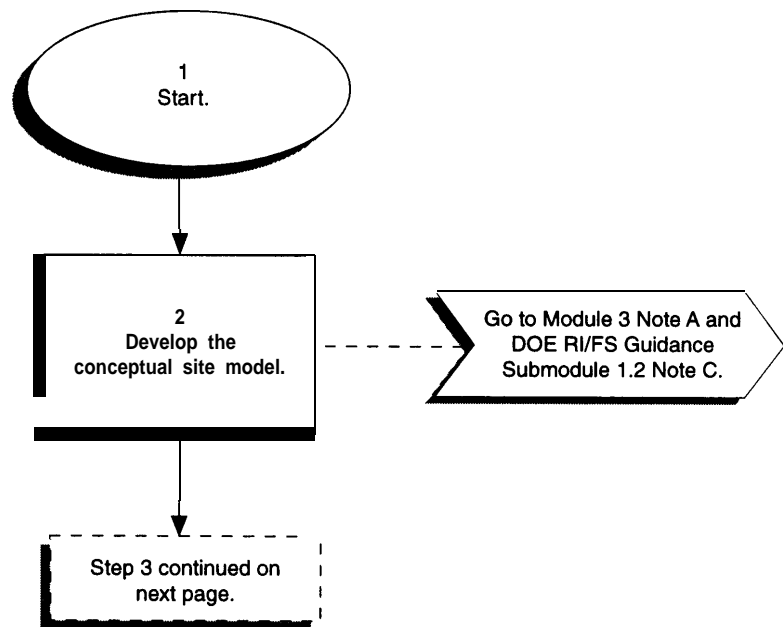 1
Start.
2
Develop the
conceptual site model.
Go to Module 3 Note A and
DOE RI/FS Guidance
Submodule 1.2 Note C.
Step 3 continued on
next page.